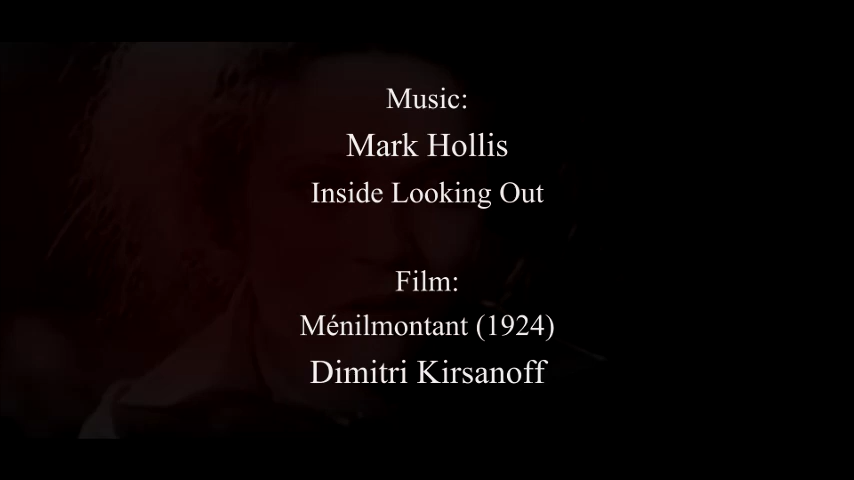 Music:
Mark Hollis
Inside Looking Out
Film:
Ménilmontant (1924)
Dimitri Kirsanoff